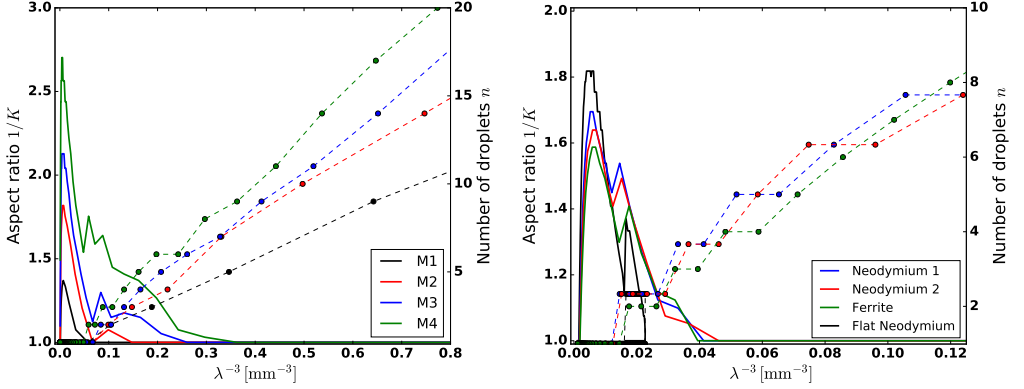 3.0
2.5
2.0
1.5
1.0
Aspect ratio 1/K
0.0 0.1 0.2 0.3 0.4 0.5 0.6 0.7 0.8
λ⁻³ [mm⁻³]
20
15
10
5
Number of droplets n
M1
M2
M3
M4
2.0
1.8
1.6
1.4
1.2
1.0
Aspect ratio 1/K
0.00 0.02 0.04 0.06 0.08 0.10 0.12
λ⁻³ [mm⁻³]
10
8
6
4
2
Number of droplets n
Neodymium 1
Neodymium 2
Ferrite
Flat Neodymium